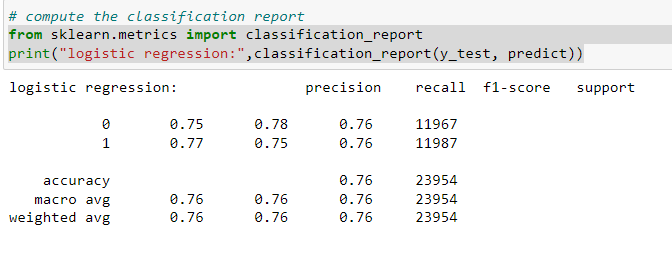 # compute the classification report
from sklearn.metrics import classification_report
print("logistic regression:",classification_report(y_test, predict))
logistic regression:               precision    recall  f1-score   support

           0       0.75      0.78      0.76     11967
           1       0.77      0.75      0.76     11987

    accuracy                           0.76     23954
   macro avg       0.76      0.76      0.76     23954
weighted avg       0.76      0.76      0.76     23954